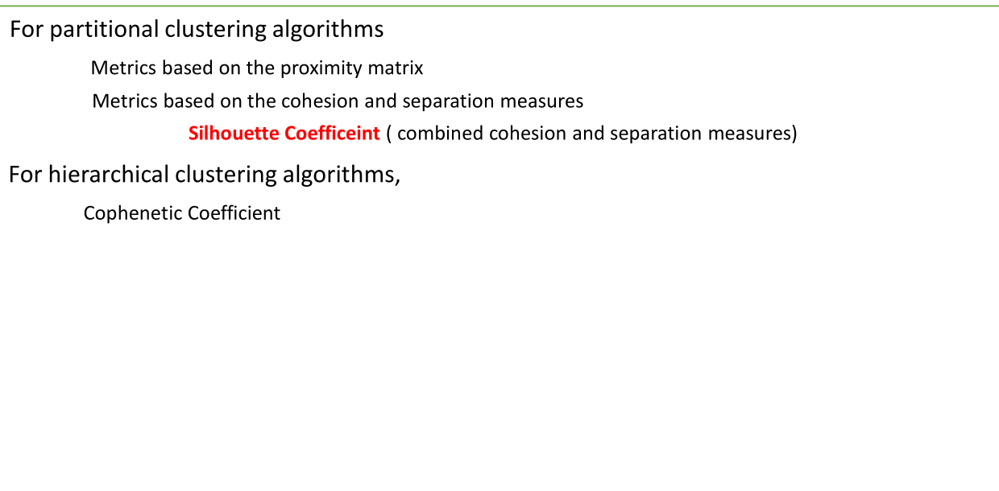 For partitional clustering algorithms
Metrics based on the proximity matrix
Metrics based on the cohesion and separation measures
Silhouette Coefficeint ( combined cohesion and separation measures)
For hierarchical clustering algorithms,
Cophenetic Coefficient